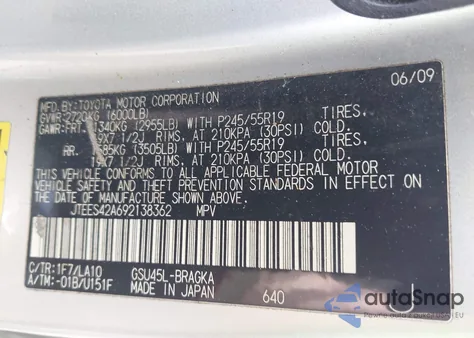 MFD.BY:TOYOTA MOTOR CORPORATION 06/09
GVWR:2720KG (6000LB)
GAWR:FRT. 1340KG (2955LB) WITH P245/55R19 TIRES,
19X7 1/2J RIMS, AT 210KPA (30PSI) COLD.
RR. 1585KG (3505LB) WITH P245/55R19 TIRES,
19X7 1/2J RIMS, AT 210KPA (30PSI) COLD.
THIS VEHICLE CONFORMS TO ALL APPLICABLE FEDERAL MOTOR
VEHICLE SAFETY AND THEFT PREVENTION STANDARDS IN EFFECT ON
THE DATE OF MANUFACTURE SHOWN ABOVE.
JTEES42A692138362 MPV
C/TR:1F7/LA10 GSU45L-BRAGKA
A/TM:-01B/U151F MADE IN JAPAN 640
J
autoSnap